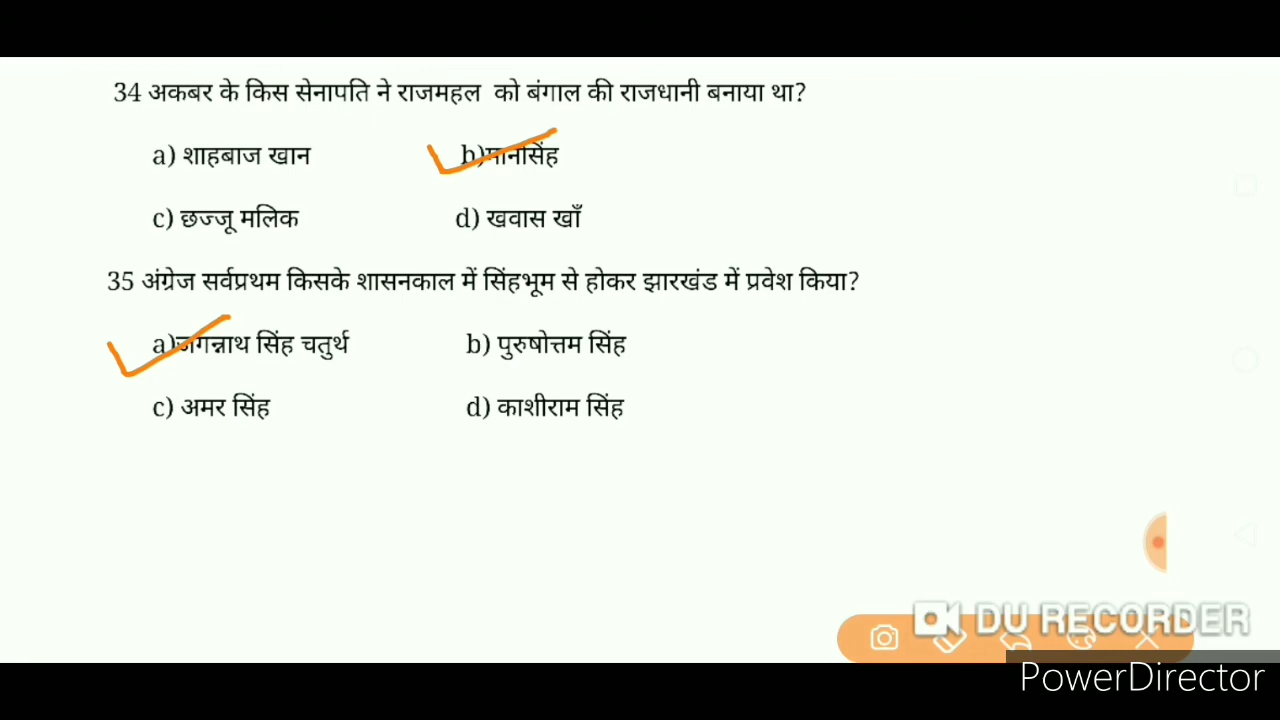 34 अकबर के किस सेनापति ने राजमहल को बंगाल की राजधानी बनाया था?
a) शाहबाज खान b)मानसिंह
c) छज्जू मलिक d) खवास खाँ
35 अंग्रेज सर्वप्रथम किसके शासनकाल में सिंहभूम से होकर झारखंड में प्रवेश किया?
a)जगन्नाथ सिंह चतुर्थ b) पुरुषोत्तम सिंह
c) अमर सिंह d) काशीराम सिंह
DU RECORDER
PowerDirector